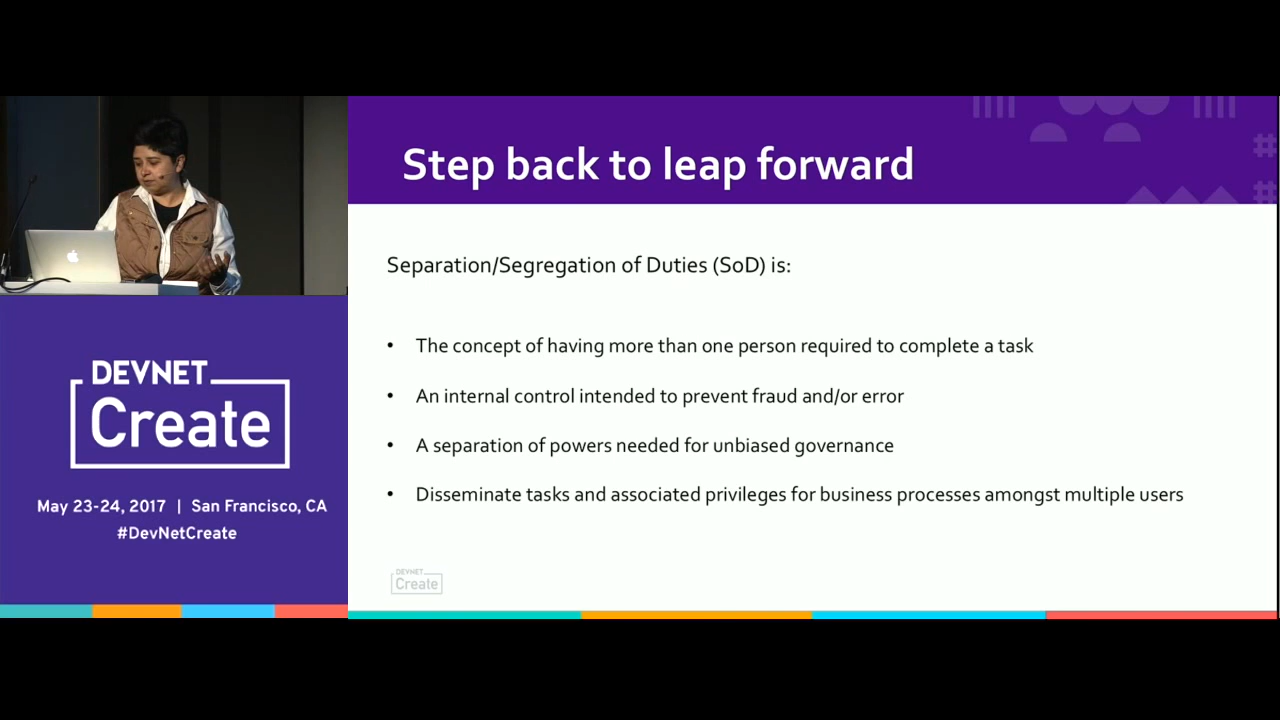 Step back to leap forward
Separation/Segregation of Duties (SoD) is:
• The concept of having more than one person required to complete a task
• An internal control intended to prevent fraud and/or error
• A separation of powers needed for unbiased governance
• Disseminate tasks and associated privileges for business processes amongst multiple users
DEVNET
Create
DEVNET
Create
May 23-24, 2017 | San Francisco, CA
#DevNetCreate